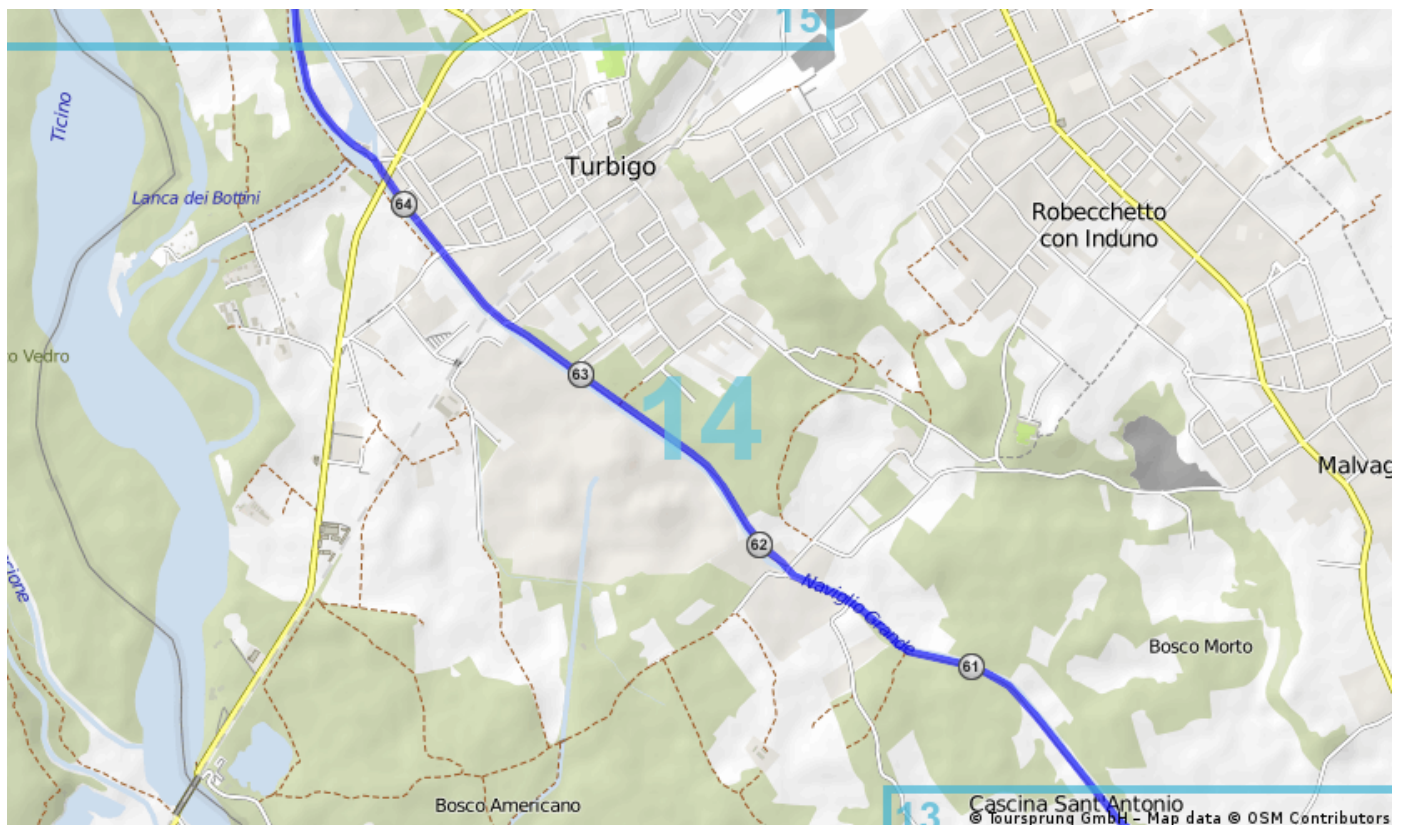 15
Ticino
Turbigo
Lanca dei Bottini
64
Robecchetto
con Induno
o Vedro
63
14
Malvag
62
Naviglio Grande
rione
61
Bosco Morto
Bosco Americano
13
Cascina Sant'Antonio
© Toursprung GmbH – Map data © OSM Contributors